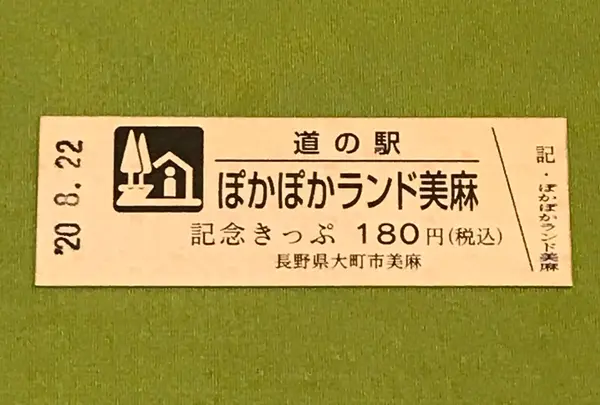 '20 8.22
道の駅
ぽかぽかランド美麻
記念きっぷ 180円(税込)
長野県大町市美麻
記・ぽかぽかランド美麻